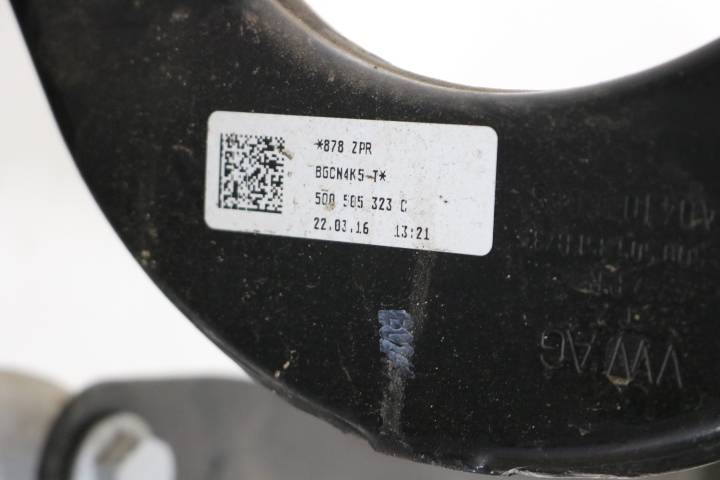 *878 ZPR
BGCN4K5-T*
5Q0 505 323 C
22.03.16 13:21
VW AG